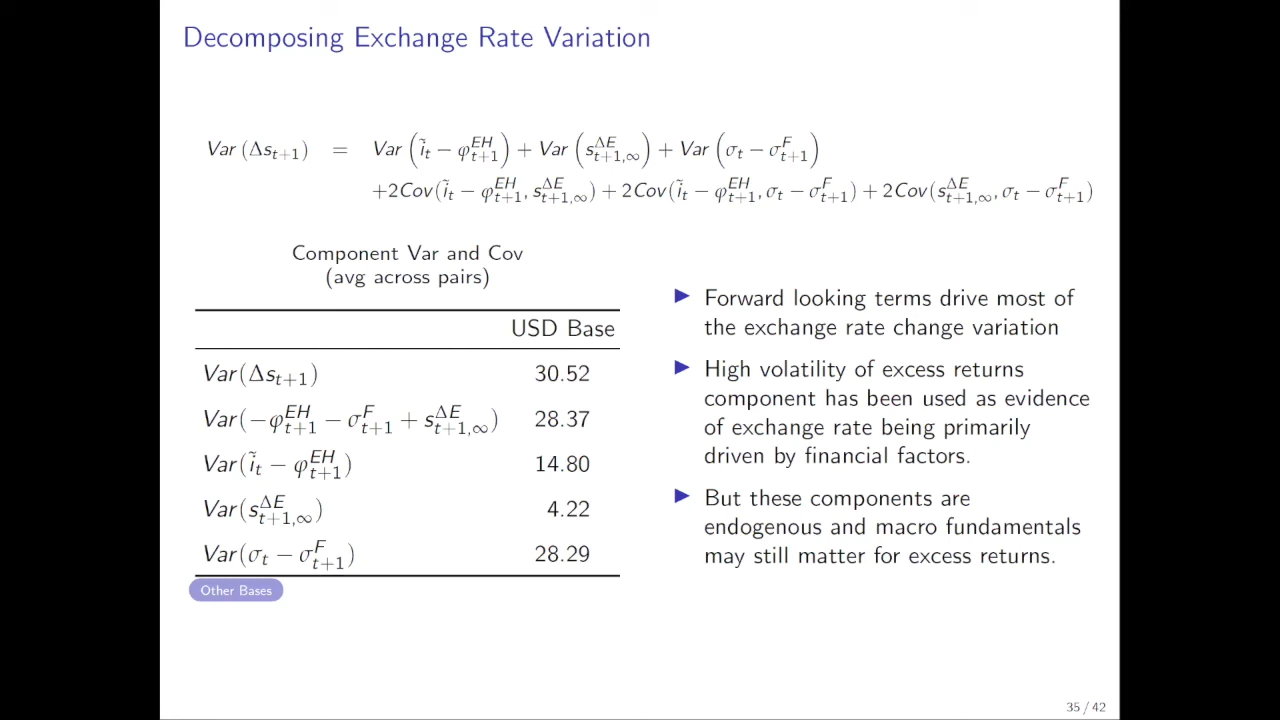 Decomposing Exchange Rate Variation
Var (Δs_{t+1}) = Var (ĩ_t − φ^{EH}_{t+1}) + Var (s^{ΔE}_{t+1,∞}) + Var (σ_t − σ^F_{t+1})
+2Cov(ĩ_t − φ^{EH}_{t+1}, s^{ΔE}_{t+1,∞}) + 2Cov(ĩ_t − φ^{EH}_{t+1}, σ_t − σ^F_{t+1}) + 2Cov(s^{ΔE}_{t+1,∞}, σ_t − σ^F_{t+1})
Component Var and Cov
(avg across pairs)
USD Base
Var(Δs_{t+1}) 30.52
Var(−φ^{EH}_{t+1} − σ^F_{t+1} + s^{ΔE}_{t+1,∞}) 28.37
Var(ĩ_t − φ^{EH}_{t+1}) 14.80
Var(s^{ΔE}_{t+1,∞}) 4.22
Var(σ_t − σ^F_{t+1}) 28.29
Other Bases
▶ Forward looking terms drive most of
the exchange rate change variation
▶ High volatility of excess returns
component has been used as evidence
of exchange rate being primarily
driven by financial factors.
▶ But these components are
endogenous and macro fundamentals
may still matter for excess returns.
35 / 42